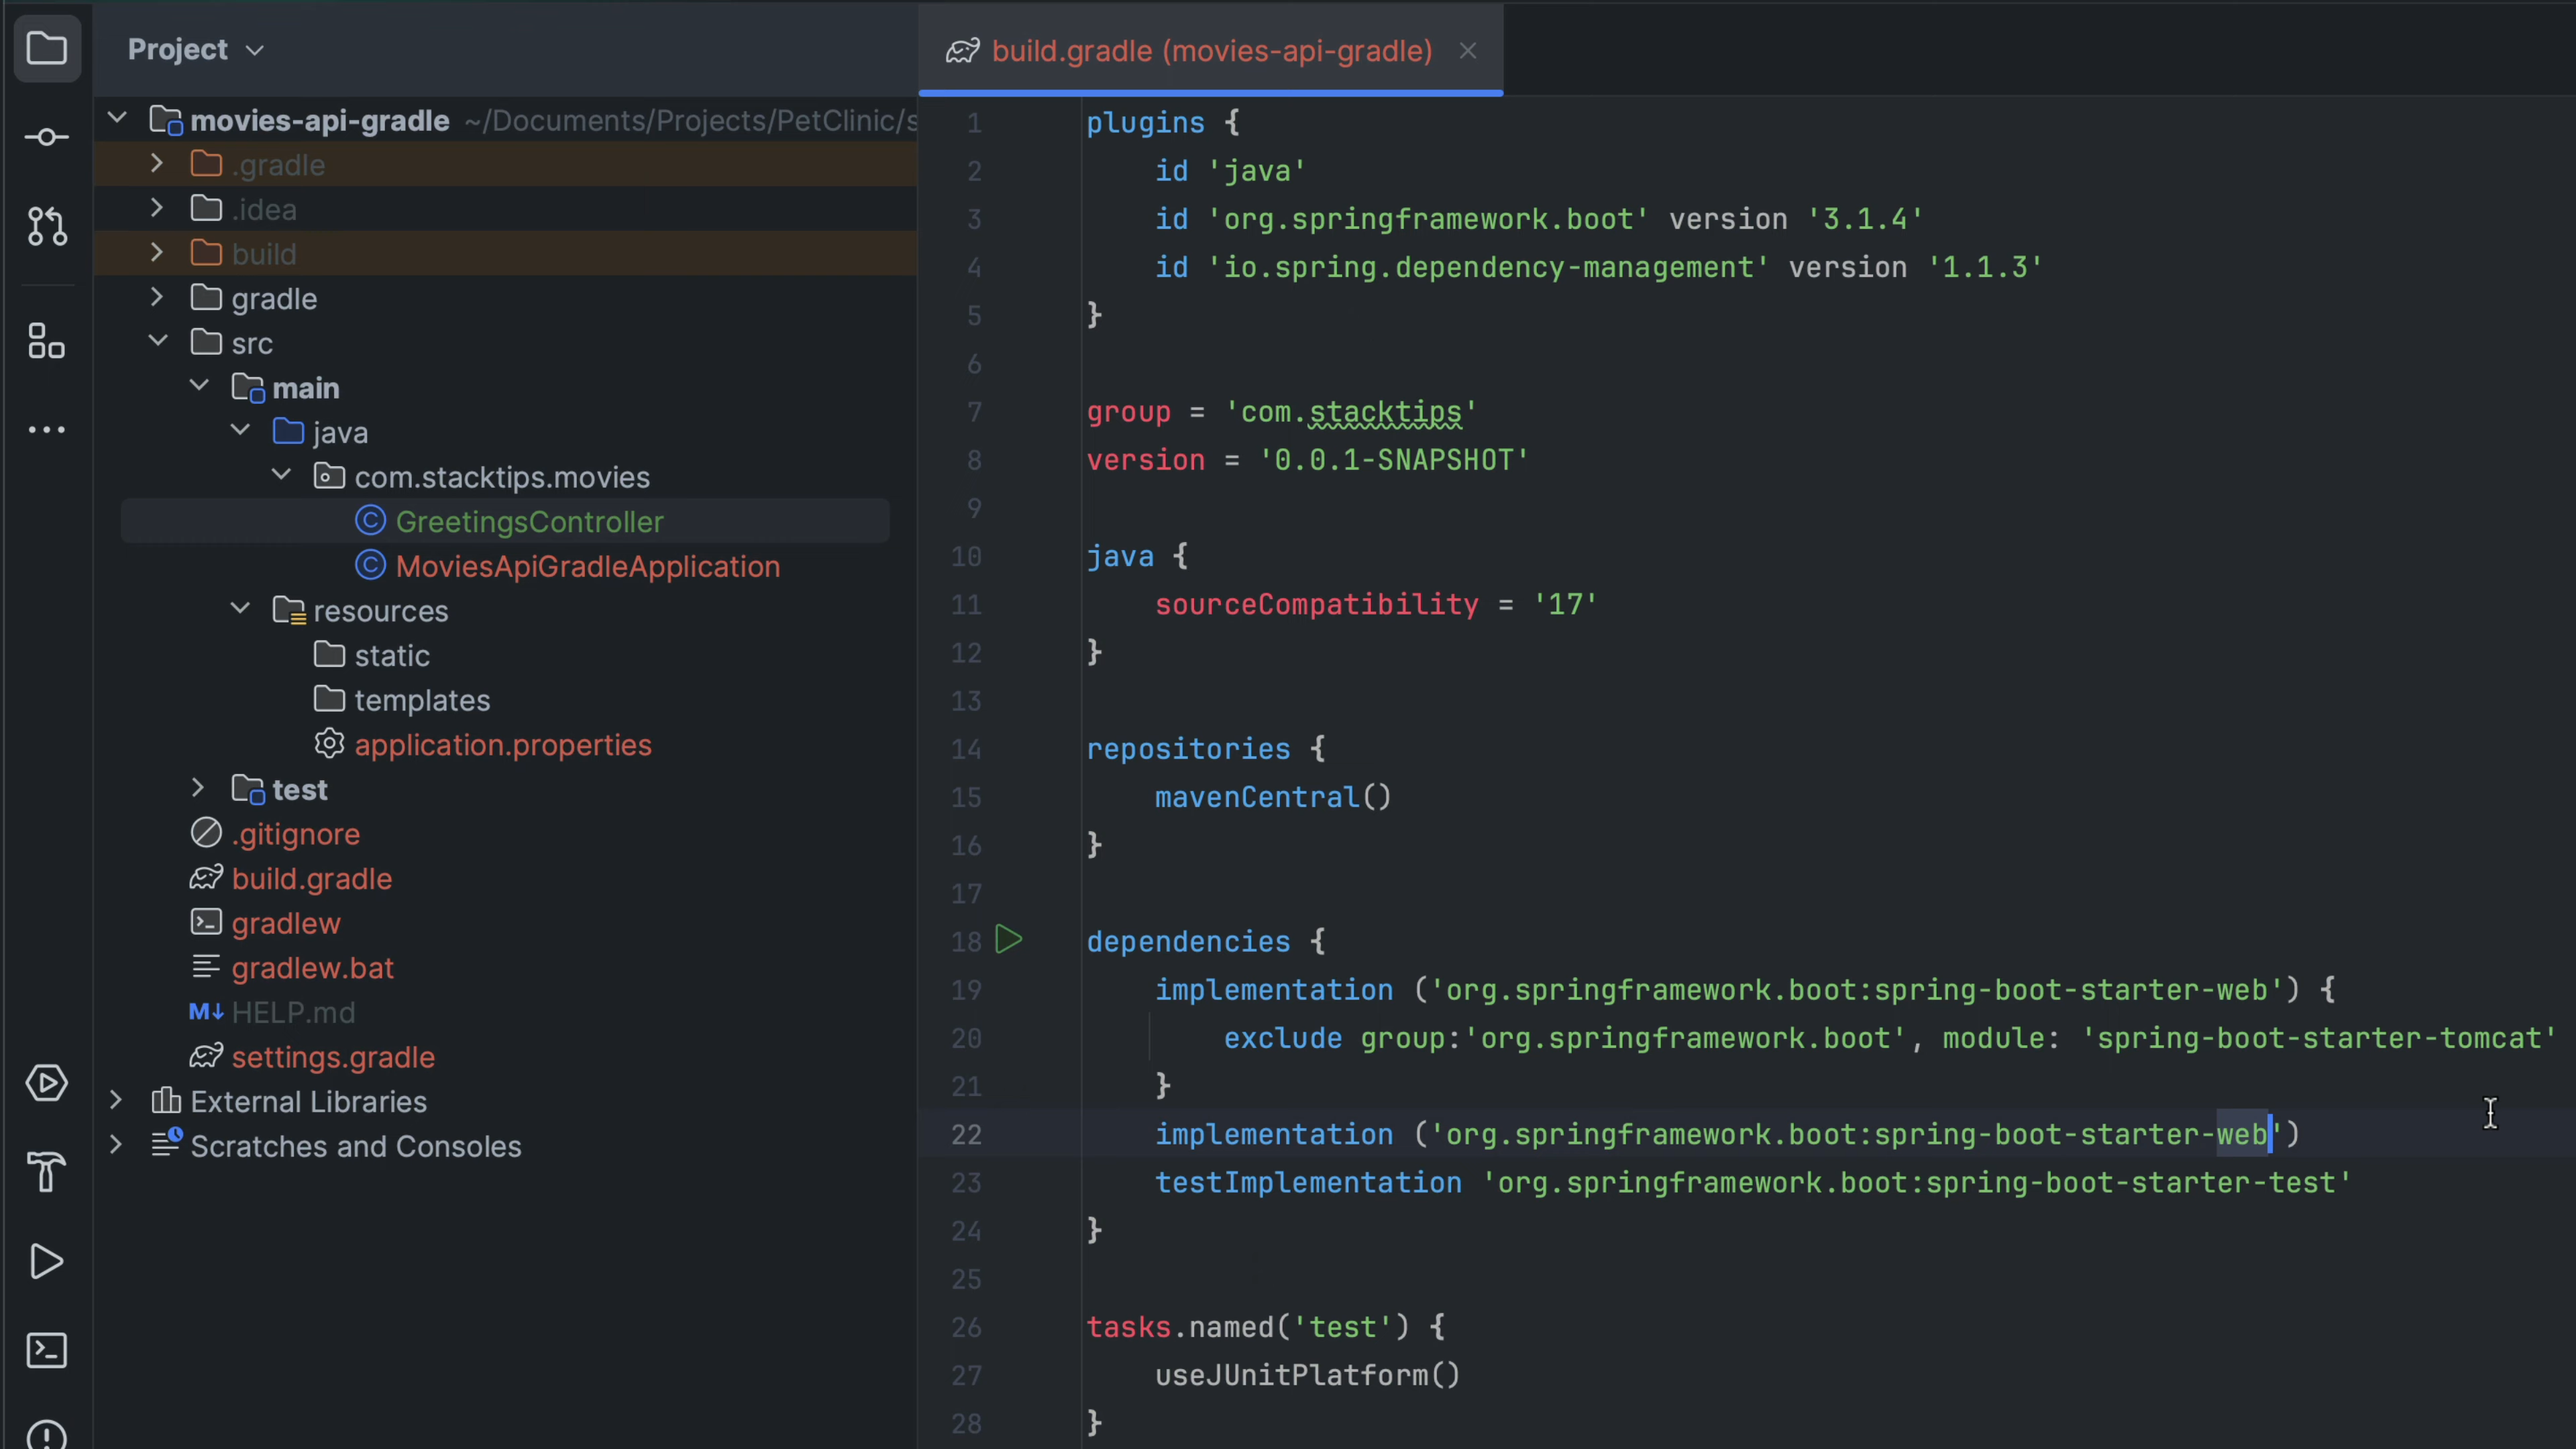 Project
movies-api-gradle ~/Documents/Projects/PetClinic/s
.gradle
.idea
build
gradle
src
main
java
com.stacktips.movies
GreetingsController
MoviesApiGradleApplication
resources
static
templates
application.properties
test
.gitignore
build.gradle
gradlew
gradlew.bat
M↓ HELP.md
settings.gradle
External Libraries
Scratches and Consoles
build.gradle (movies-api-gradle)
1 plugins {
2 id 'java'
3 id 'org.springframework.boot' version '3.1.4'
4 id 'io.spring.dependency-management' version '1.1.3'
5 }
6
7 group = 'com.stacktips'
8 version = '0.0.1-SNAPSHOT'
9
10 java {
11 sourceCompatibility = '17'
12 }
13
14 repositories {
15 mavenCentral()
16 }
17
18 dependencies {
19 implementation ('org.springframework.boot:spring-boot-starter-web') {
20 exclude group:'org.springframework.boot', module: 'spring-boot-starter-tomcat'
21 }
22 implementation ('org.springframework.boot:spring-boot-starter-web')
23 testImplementation 'org.springframework.boot:spring-boot-starter-test'
24 }
25
26 tasks.named('test') {
27 useJUnitPlatform()
28 }